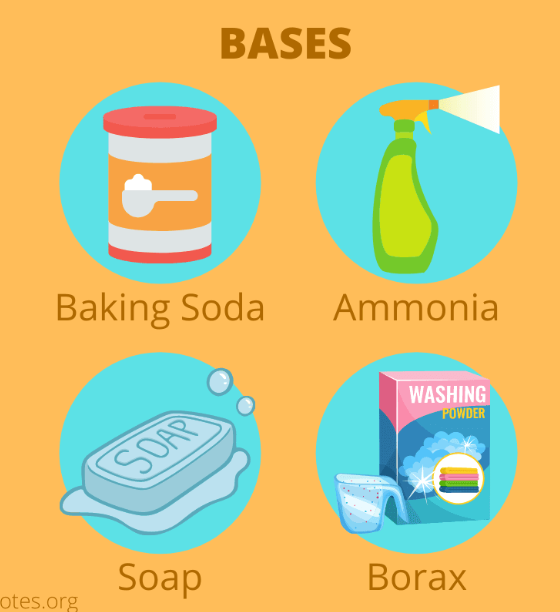 BASES
Baking Soda
Ammonia
SOAP
WASHING
POWDER
Soap
Borax
otes.org